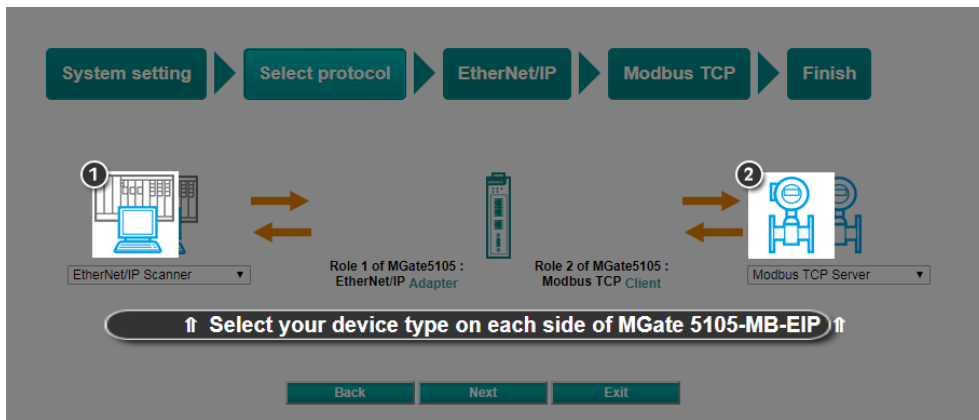 System setting
Select protocol
EtherNet/IP
Modbus TCP
Finish
1
2
EtherNet/IP Scanner
Role 1 of MGate5105 :
EtherNet/IP Adapter
Role 2 of MGate5105 :
Modbus TCP Client
Modbus TCP Server
⇑ Select your device type on each side of MGate 5105-MB-EIP ⇑
Back
Next
Exit